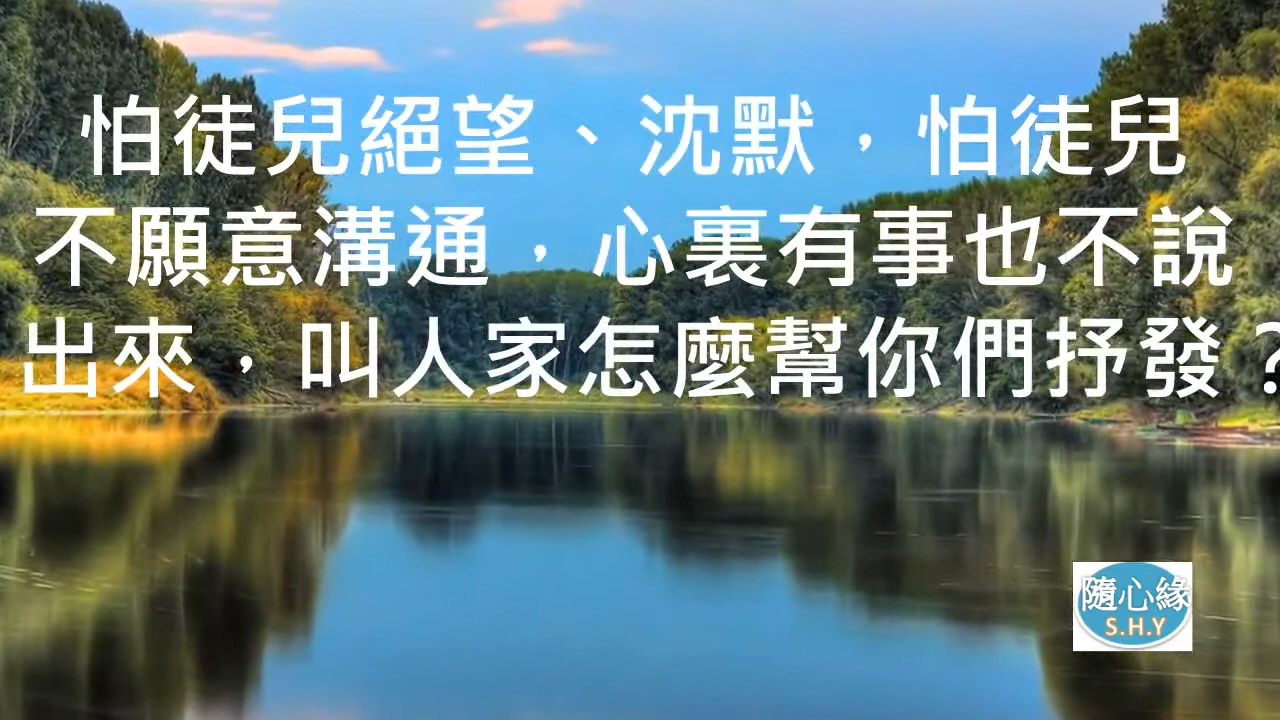 怕徒兒絕望、沈默，怕徒兒
不願意溝通，心裏有事也不說
出來，叫人家怎麼幫你們抒發？
隨心緣
S.H.Y